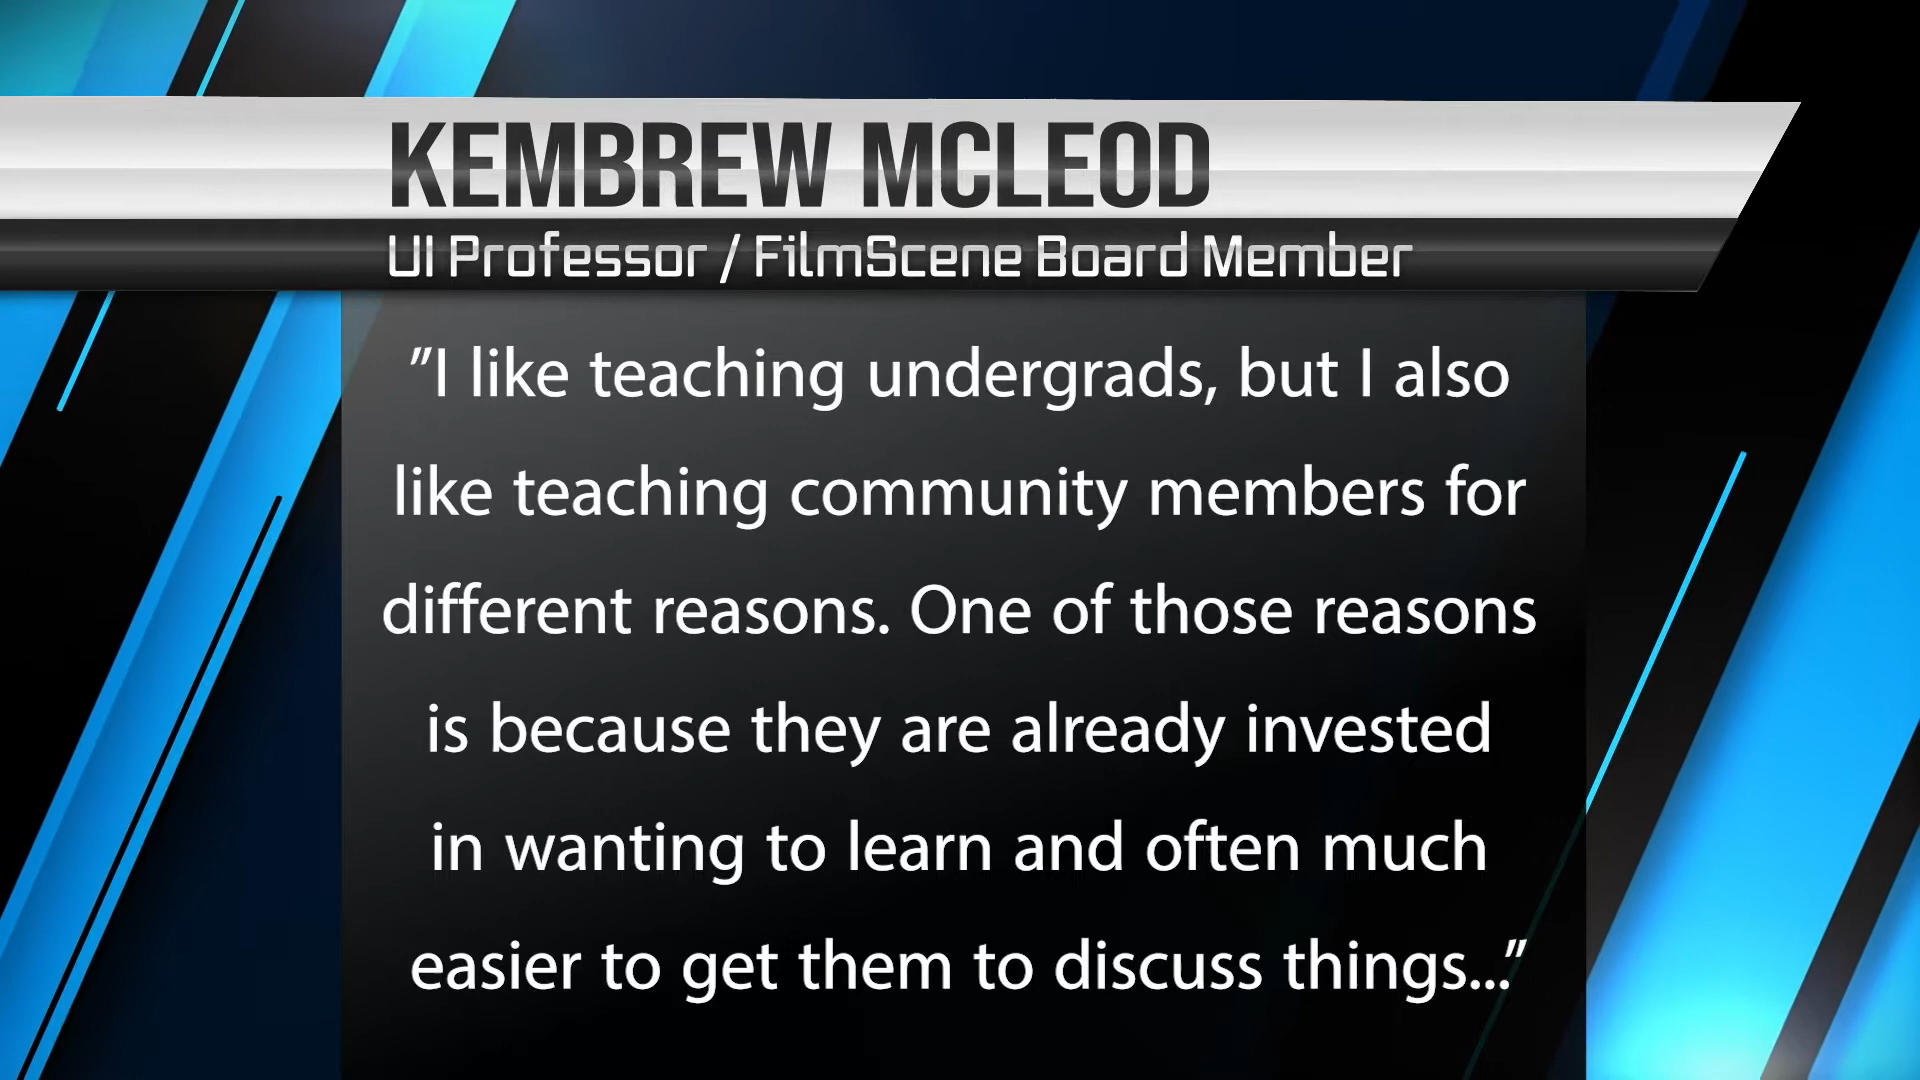 KEMBREW MCLEOD
UI Professor / FilmScene Board Member
"I like teaching undergrads, but I also
like teaching community members for
different reasons. One of those reasons
is because they are already invested
in wanting to learn and often much
easier to get them to discuss things..."